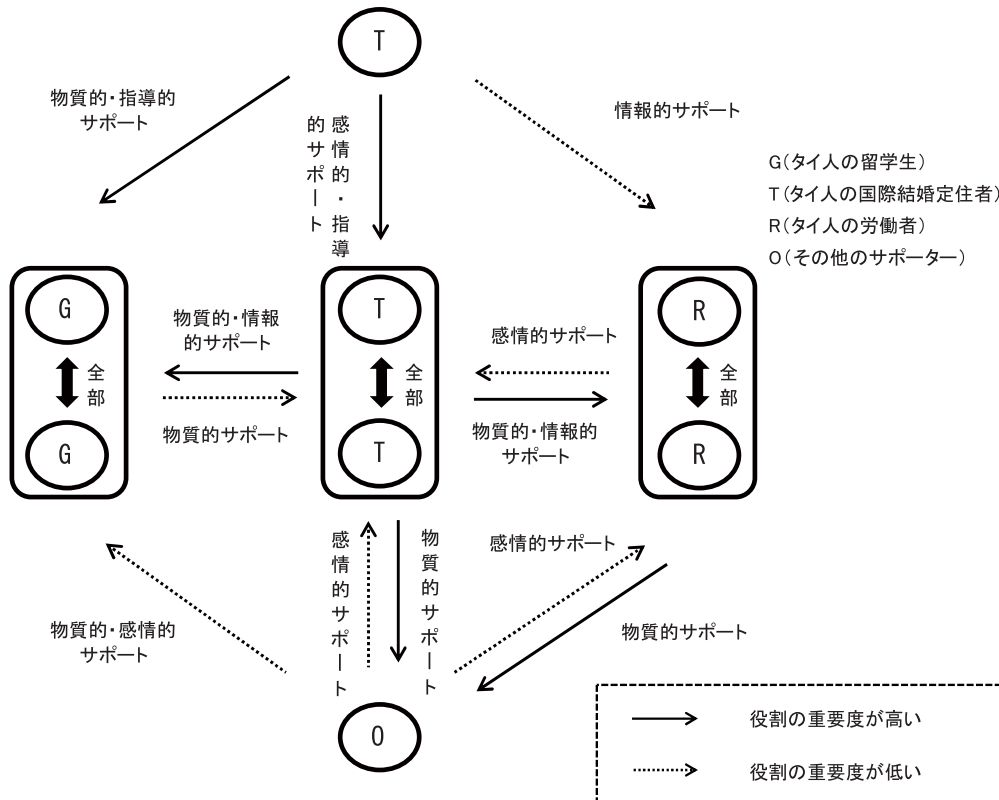 T
物質的・指導的
サポート
感情的・指導
的サポート
情報的サポート
G(タイ人の留学生)
T(タイ人の国際結婚定住者)
R(タイ人の労働者)
O(その他のサポーター)
G
全部
G
物質的・情報
的サポート
物質的サポート
T
全部
T
感情的サポート
物質的・情報的
サポート
R
全部
R
物質的・感情的
サポート
感情的サポート
物質的サポート
感情的サポート
物質的サポート
O
役割の重要度が高い
役割の重要度が低い